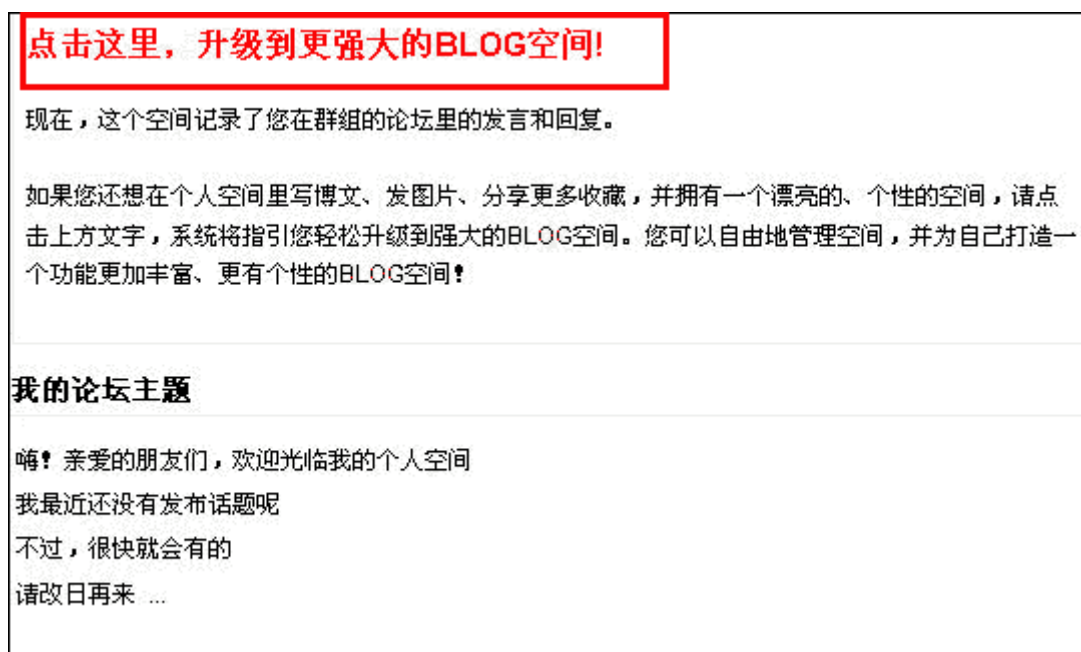 点击这里，升级到更强大的BLOG空间!
现在，这个空间记录了您在群组的论坛里的发言和回复。
如果您还想在个人空间里写博文、发图片、分享更多收藏，并拥有一个漂亮的、个性的空间，请点
击上方文字，系统将指引您轻松升级到强大的BLOG空间。您可以自由地管理空间，并为自己打造一
个功能更加丰富、更有个性的BLOG空间！
我的论坛主题
嗨！亲爱的朋友们，欢迎光临我的个人空间
我最近还没有发布话题呢
不过，很快就会有的
请改日再来 ...